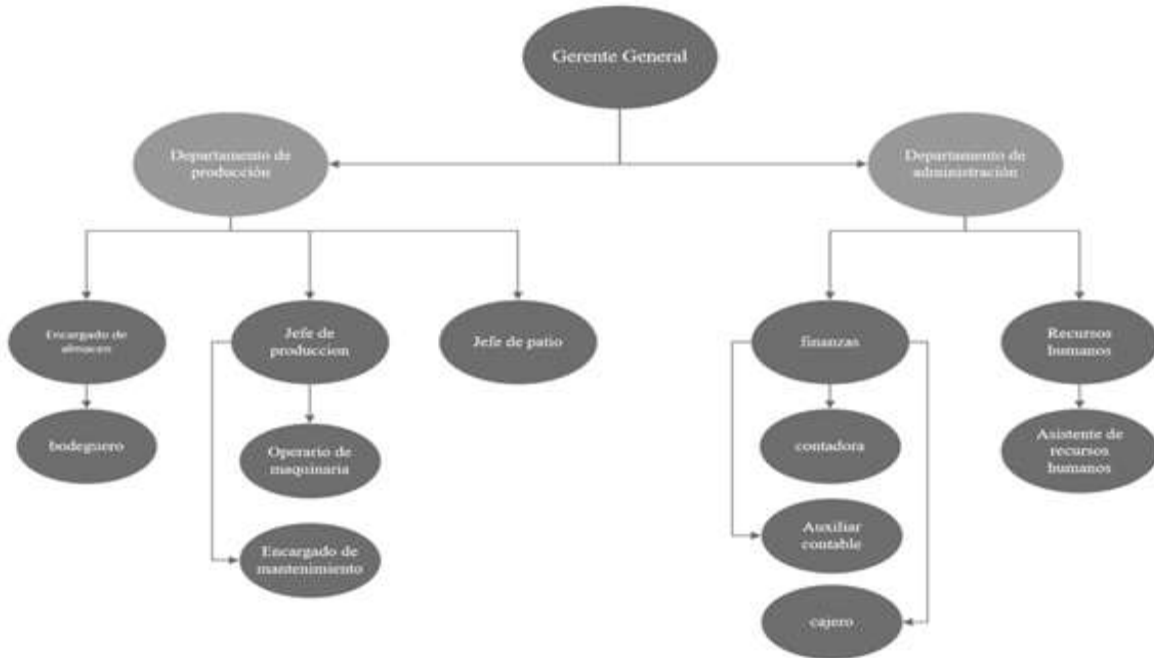 Gerente General
Departamento de
producción
Departamento de
administración
Encargado de
almacen
Jefe de
produccion
Jefe de patio
finanzas
Recursos
humanos
bodeguero
Operario de
maquinaria
contadora
Asistente de
recursos
humanos
Auxiliar
contable
Encargado de
mantenimiento
cajero